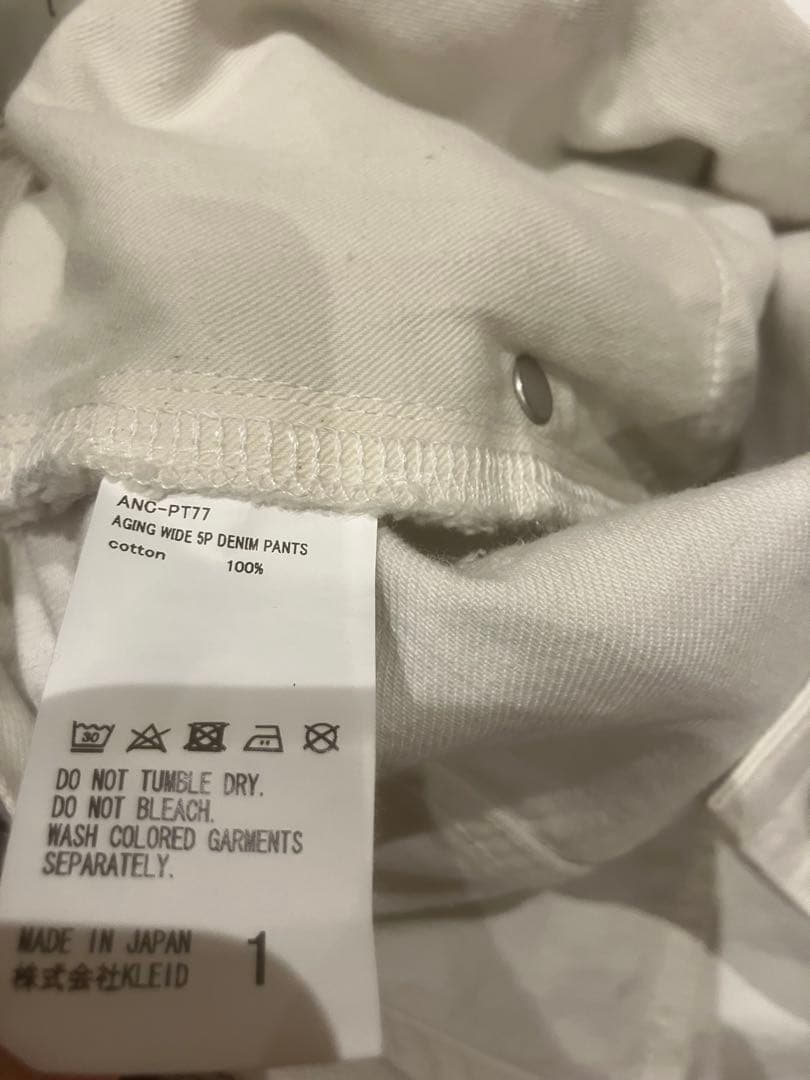 ANC-PT77
AGING WIDE 5P DENIM PANTS
cotton 100%
30
DO NOT TUMBLE DRY.
DO NOT BLEACH.
WASH COLORED GARMENTS
SEPARATELY.
MADE IN JAPAN 1
株式会社KLEID